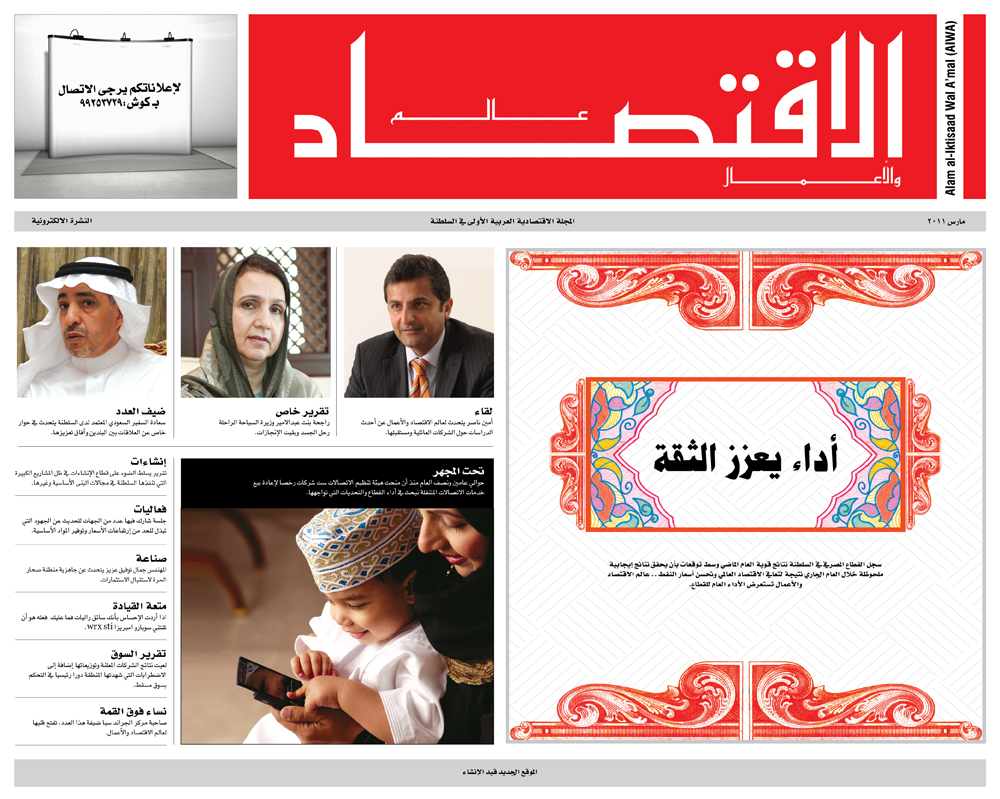 لإعلاناتكم يرجى الاتصال
بـ كوش: ٩٩٢٥٢٧٢٩
عالم
الاقتصاد
والأعمال
Alam al-Iktisaad Wal A'mal (AIWA)
مارس ٢٠١١
المجلة الاقتصادية العربية الأولى في السلطنة
النشرة الالكترونية
أداء يعزز الثقة
سجل القطاع المصرفي في السلطنة نتائج قوية العام الماضي وسط توقعات بأن يحقق نتائج إيجابية
ملحوظة خلال العام الجاري نتيجة لتعافي الاقتصاد العالمي وتحسن أسعار النفط .. عالم الاقتصاد
والأعمال تستعرض الأداء العام للقطاع.
لقاء
أمين ناصر يتحدث لعالم الاقتصاد والأعمال عن أحدث
الدراسات حول الشركات العائلية ومستقبلها.
تقرير خاص
راجحة بنت عبدالامير وزيرة السياحة الراحلة
رحل الجسد وبقيت الإنجازات.
ضيف العدد
سعادة السفير السعودي المعتمد لدى السلطنة يتحدث في حوار
خاص عن العلاقات بين البلدين وآفاق تعزيزها.
تحت المجهر
حوالي عامين ونصف العام منذ أن منحت هيئة تنظيم الاتصالات ست شركات رخصا لإعادة بيع
خدمات الاتصالات المتنقلة نبحث في أداء القطاع والتحديات التي تواجهها.
إنشاءات
تقرير يسلط الضوء على قطاع الإنشاءات في ظل المشاريع الكبيرة
التي تنفذها السلطنة في مجالات البنى الأساسية وغيرها.
فعاليات
جلسة شارك فيها عدد من الجهات للحديث عن الجهود التي
تبذل للحد من إرتفاعات الأسعار وتوفير المواد الأساسية.
صناعة
المهندس جمال توفيق عزيز يتحدث عن جاهزية منطقة صحار
الحرة لاستقبال الاستثمارات.
متعة القيادة
اذا أردت الإحساس بأنك سائق راليات فما عليك فعله هو أن
تقتني سوبارو امبريزا wrx sti.
تقرير السوق
لعبت نتائج الشركات المعلنة وتوزيعاتها إضافة إلى
الاضطرابات التي شهدتها المنطقة دورا رئيسيا في التحكم
بسوق مسقط.
نساء فوق القمة
صاحبة مركز الجرائد سبا ضيفة هذا العدد، تفتح قلبها
لعالم الاقتصاد والأعمال.
الموقع الجديد قيد الإنشاء